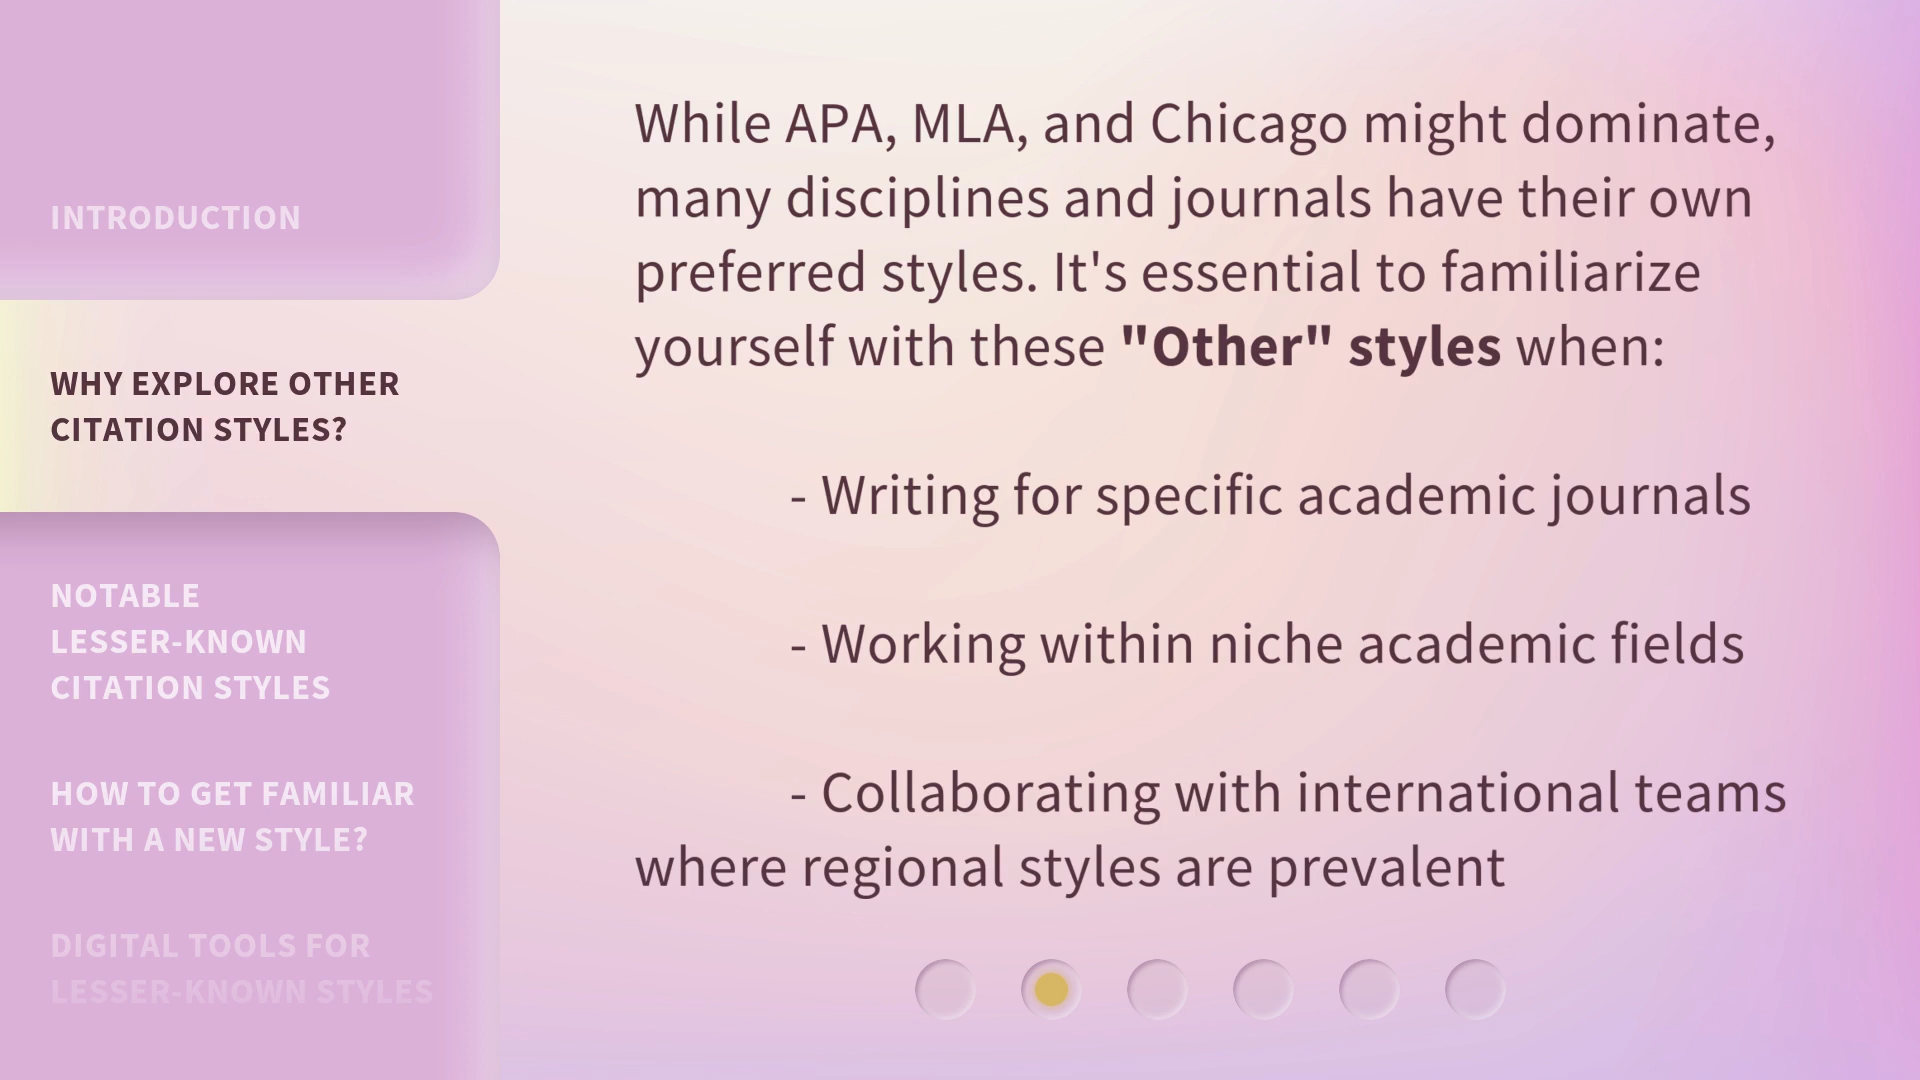 INTRODUCTION
WHY EXPLORE OTHER
CITATION STYLES?
NOTABLE
LESSER-KNOWN
CITATION STYLES
HOW TO GET FAMILIAR
WITH A NEW STYLE?
DIGITAL TOOLS FOR
LESSER-KNOWN STYLES
While APA, MLA, and Chicago might dominate,
many disciplines and journals have their own
preferred styles. It's essential to familiarize
yourself with these "Other" styles when:
- Writing for specific academic journals
- Working within niche academic fields
- Collaborating with international teams
where regional styles are prevalent